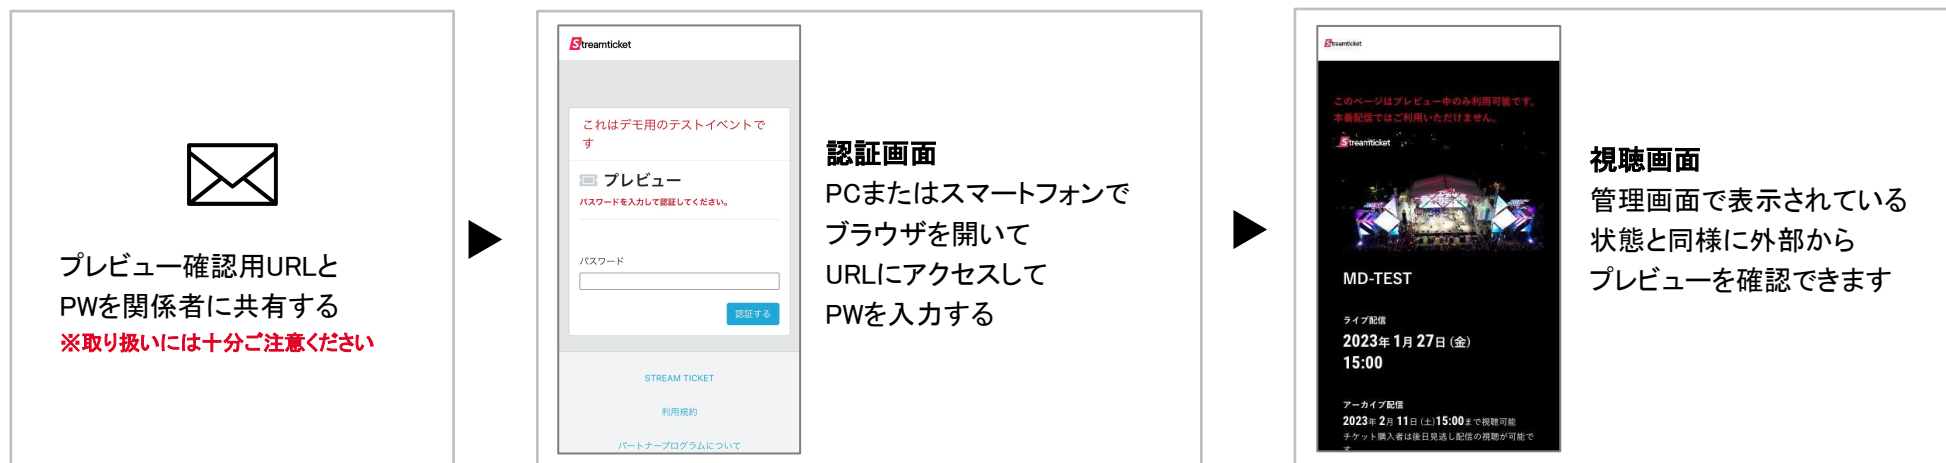 プレビュー確認用URLと
PWを関係者に共有する
※取り扱いには十分ご注意ください
Streamticket
これはデモ用のテストイベントで
す
プレビュー
パスワードを入力して認証してください。
パスワード
認証する
STREAM TICKET
利用規約
パートナープログラムについて
認証画面
PCまたはスマートフォンで
ブラウザを開いて
URLにアクセスして
PWを入力する
Streamticket
このページはプレビュー中のみ利用可能です。
本番配信ではご利用いただけません。
Streamticket
MD-TEST
ライブ配信
2023年 1月 27日 (金)
15:00
アーカイブ配信
2023年 2月 11日 (土)15:00まで視聴可能
チケット購入者は後日見逃し配信の視聴が可能で
す
視聴画面
管理画面で表示されている
状態と同様に外部から
プレビューを確認できます